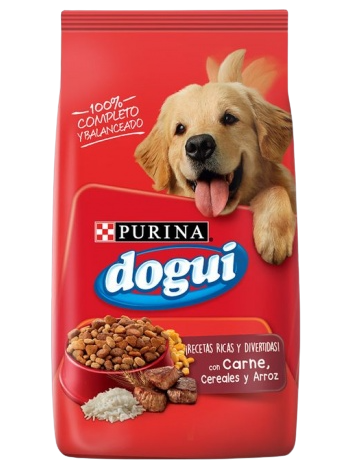 100%
COMPLETO
Y BALANCEADO
PURINA
dogui
¡RECETAS RICAS Y DIVERTIDAS!
con Carne,
Cereales y Arroz